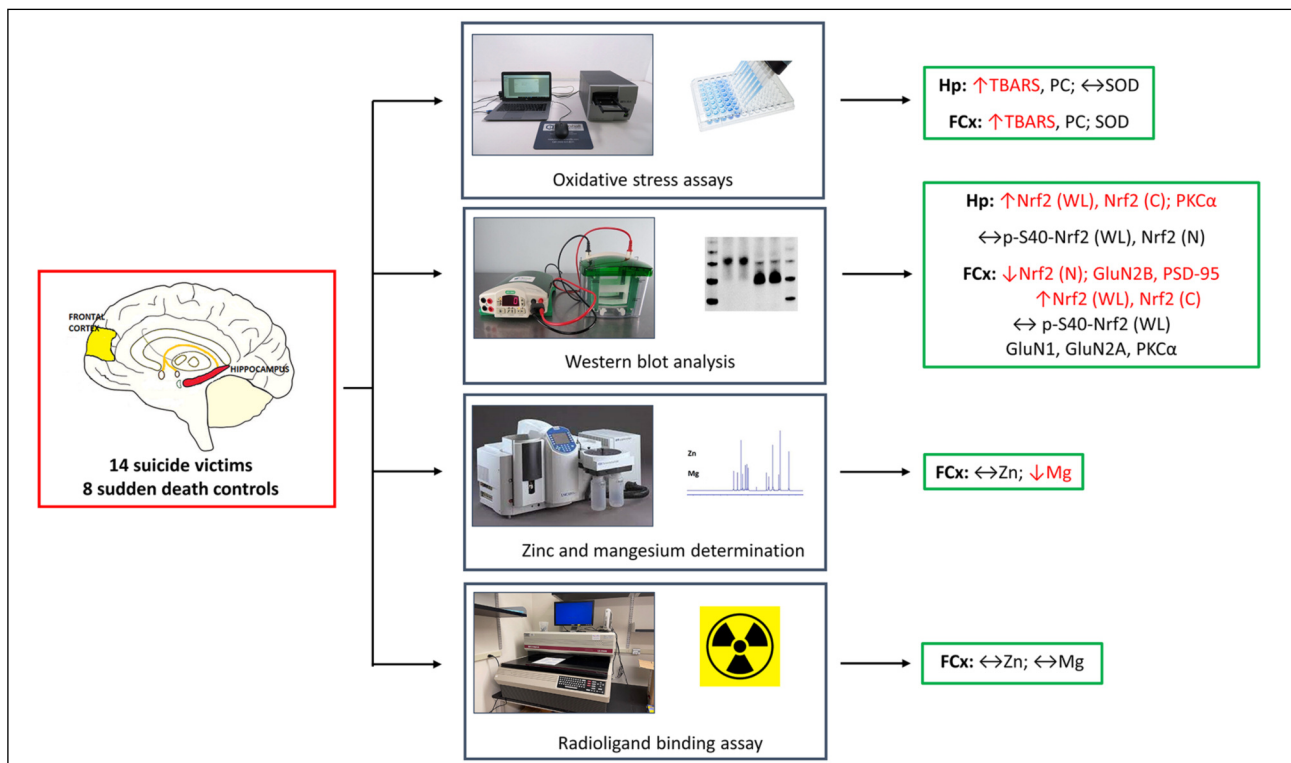 FRONTAL
CORTEX
HIPPOCAMPUS
14 suicide victims
8 sudden death controls
Oxidative stress assays
Hp: ↑TBARS, PC; ↔SOD
FCx: ↑TBARS, PC; SOD
Western blot analysis
Hp: ↑Nrf2 (WL), Nrf2 (C); PKCα
↔p-S40-Nrf2 (WL), Nrf2 (N)
FCx: ↓Nrf2 (N); GluN2B, PSD-95
↑Nrf2 (WL), Nrf2 (C)
↔ p-S40-Nrf2 (WL)
GluN1, GluN2A, PKCα
Zn
Mg
Zinc and mangesium determination
FCx: ↔Zn; ↓Mg
Radioligand binding assay
FCx: ↔Zn; ↔Mg